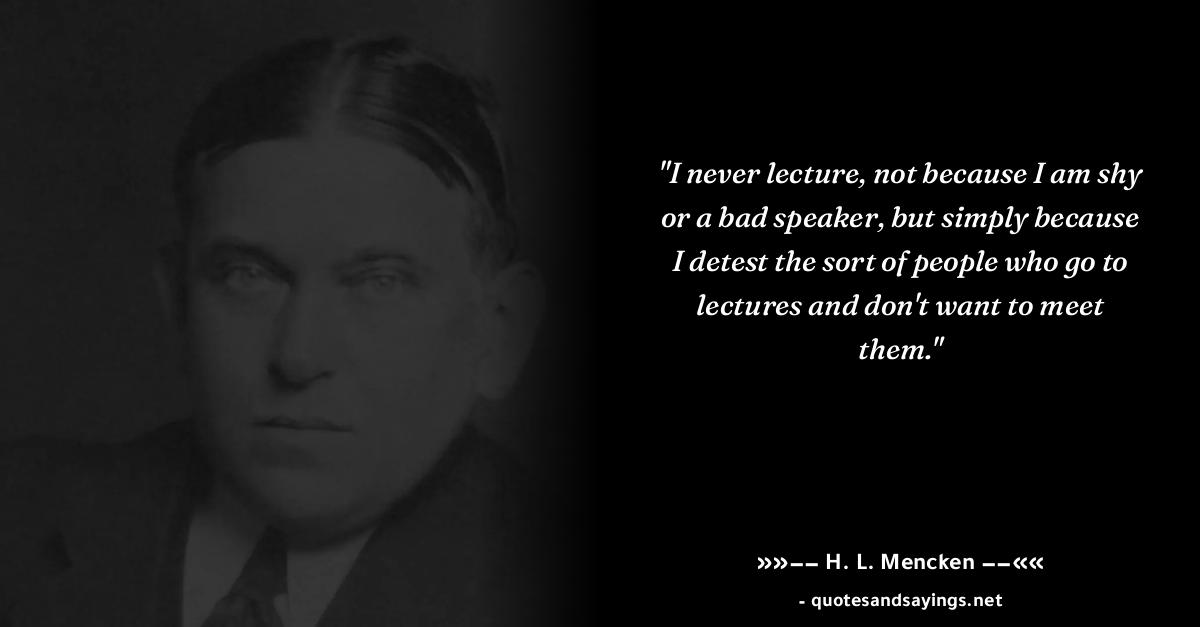 "I never lecture, not because I am shy
or a bad speaker, but simply because
I detest the sort of people who go to
lectures and don't want to meet
them."
»»−− H. L. Mencken −−««
- quotesandsayings.net